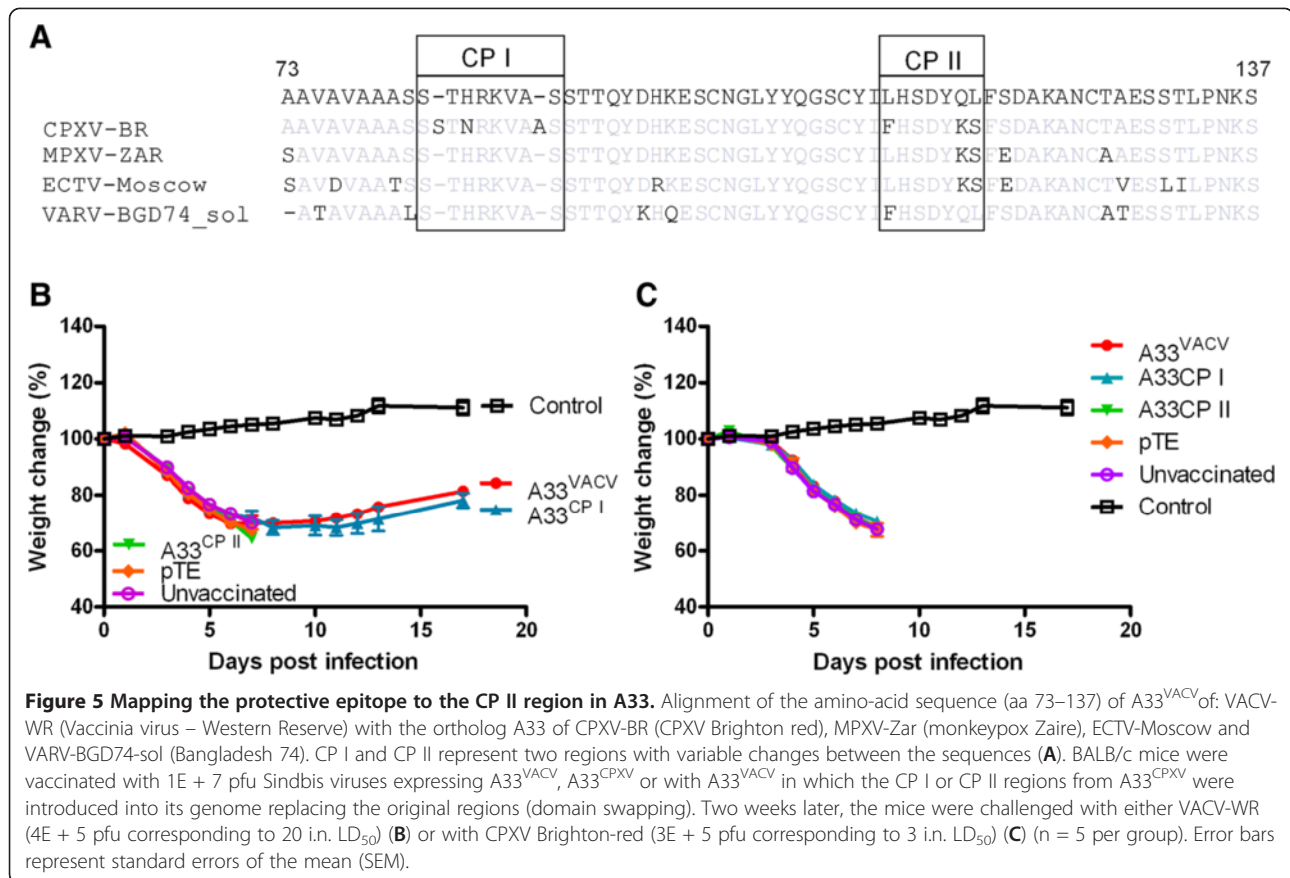 A
CP I
CP II
73
137
AAVAVAAASS-THRKVA-SSTTQYDHKESCNGLYYQGSCYILHSDYQLFSDAKANCTAESSTLPNKS
CPXV-BR AAVAVAAASSSTNRKVAASSTTQYDHKESCNGLYYQGSCYIFHSDYKSFSDAKANCTAESSTLPNKS
MPXV-ZAR SAVAVAAASS-THRKVA-SSTTQYDHKESCNGLYYQGSCYILHSDYKSFEDAKANCAAESSTLPNKS
ECTV-Moscow SAVDVAATSS-THRKVA-SSTTQYDRKESCNGLYYQGSCYILHSDYKSFEDAKANCTVESLILPNKS
VARV-BGD74_sol -ATAVAAALS-THRKVA-SSTTQYKHQESCNGLYYQGSCYIFHSDYQLFSDAKANCATESSTLPNKS
B
140
120
100
80
60
40
Weight change (%)
0 5 10 15 20
Days post infection
Control
A33VACV
A33CP I
A33CP II
pTE
Unvaccinated
C
140
120
100
80
60
40
Weight change (%)
0 5 10 15 20
Days post infection
A33VACV
A33CP I
A33CP II
pTE
Unvaccinated
Control
Figure 5 Mapping the protective epitope to the CP II region in A33. Alignment of the amino-acid sequence (aa 73–137) of A33VACVof: VACV-
WR (Vaccinia virus – Western Reserve) with the ortholog A33 of CPXV-BR (CPXV Brighton red), MPXV-Zar (monkeypox Zaire), ECTV-Moscow and
VARV-BGD74-sol (Bangladesh 74). CP I and CP II represent two regions with variable changes between the sequences (A). BALB/c mice were
vaccinated with 1E + 7 pfu Sindbis viruses expressing A33VACV, A33CPXV or with A33VACV in which the CP I or CP II regions from A33CPXV were
introduced into its genome replacing the original regions (domain swapping). Two weeks later, the mice were challenged with either VACV-WR
(4E + 5 pfu corresponding to 20 i.n. LD50) (B) or with CPXV Brighton-red (3E + 5 pfu corresponding to 3 i.n. LD50) (C) (n = 5 per group). Error bars
represent standard errors of the mean (SEM).